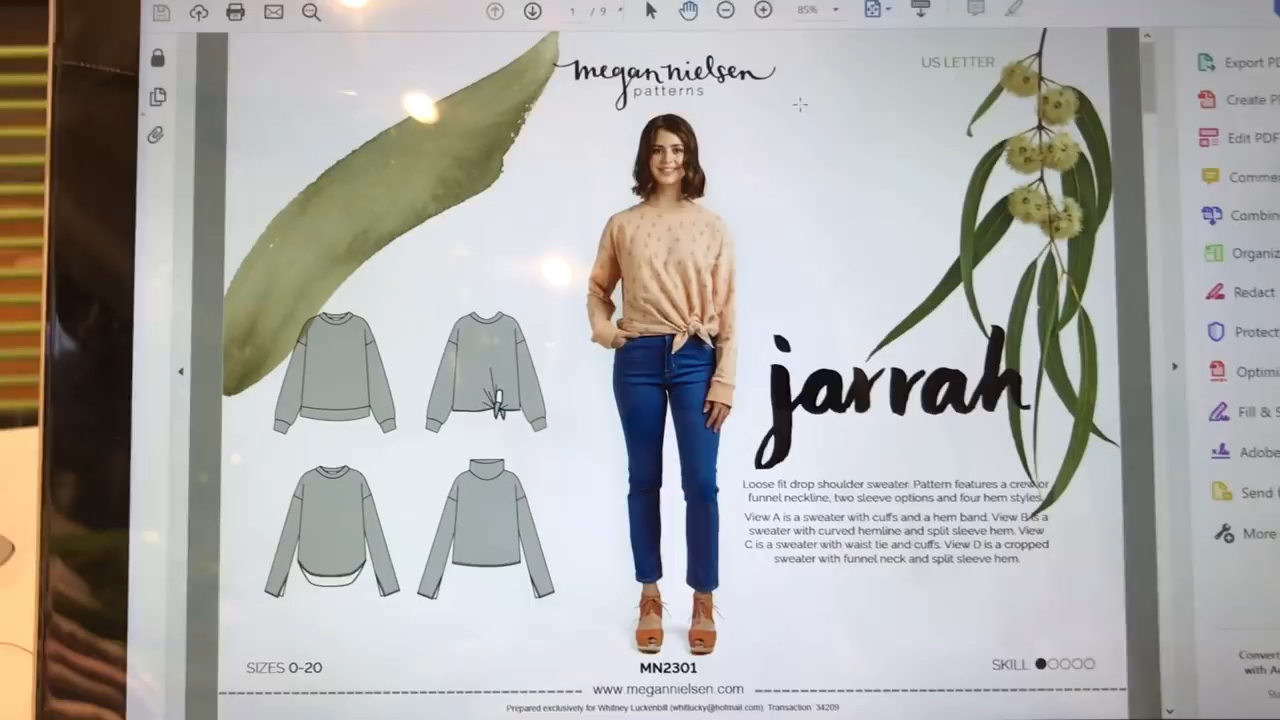 1 / 9
85%
megan nielsen
patterns
US LETTER
jarrah
Loose fit drop shoulder sweater. Pattern features a crew or
funnel neckline, two sleeve options and four hem styles.
View A is a sweater with cuffs and a hem band. View B is a
sweater with curved hemline and split sleeve hem. View
C is a sweater with waist tie and cuffs. View D is a cropped
sweater with funnel neck and split sleeve hem.
SIZES 0-20
MN2301
SKILL
www.megannielsen.com
Prepared exclusively for Whitney Luckenbill (whitlucky@hotmail.com) Transaction: 34209
Export PD
Create PD
Edit PDF
Comme
Combin
Organiz
Redact
Protect
Optimi
Fill & S
Adobe
Send f
More
Convert
with Ac